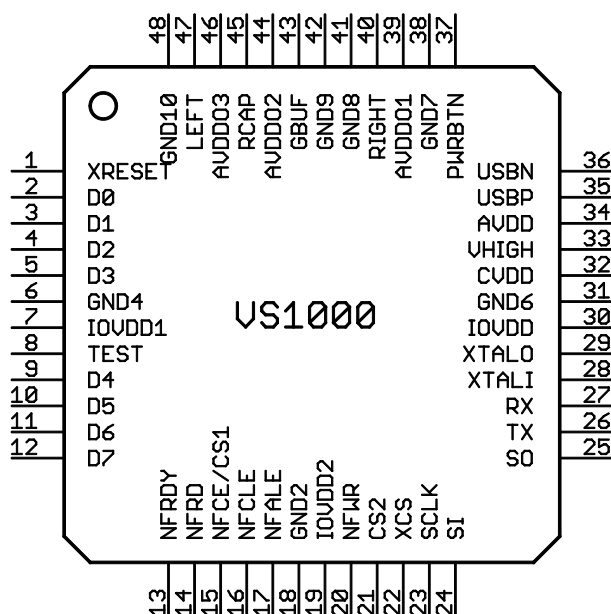 48 47 46 45 44 43 42 41 40 39 38 37
GND10
LEFT
AVDDO3
RCAP
AVDDO2
GBUF
GND9
GND8
RIGHT
AVDDO1
GND7
PWRBTN
1 XRESET
2 D0
3 D1
4 D2
5 D3
6 GND4
7 IOVDD1
8 TEST
9 D4
10 D5
11 D6
12 D7
VS1000
USBN 36
USBP 35
AVDD 34
VHIGH 33
CVDD 32
GND6 31
IOVDD 30
XTALO 29
XTALI 28
RX 27
TX 26
SO 25
NFRDY
NFRD
NFCE/CS1
NFCLE
NFALE
GND2
IOVDD2
NFWR
CS2
XCS
SCLK
SI
13 14 15 16 17 18 19 20 21 22 23 24